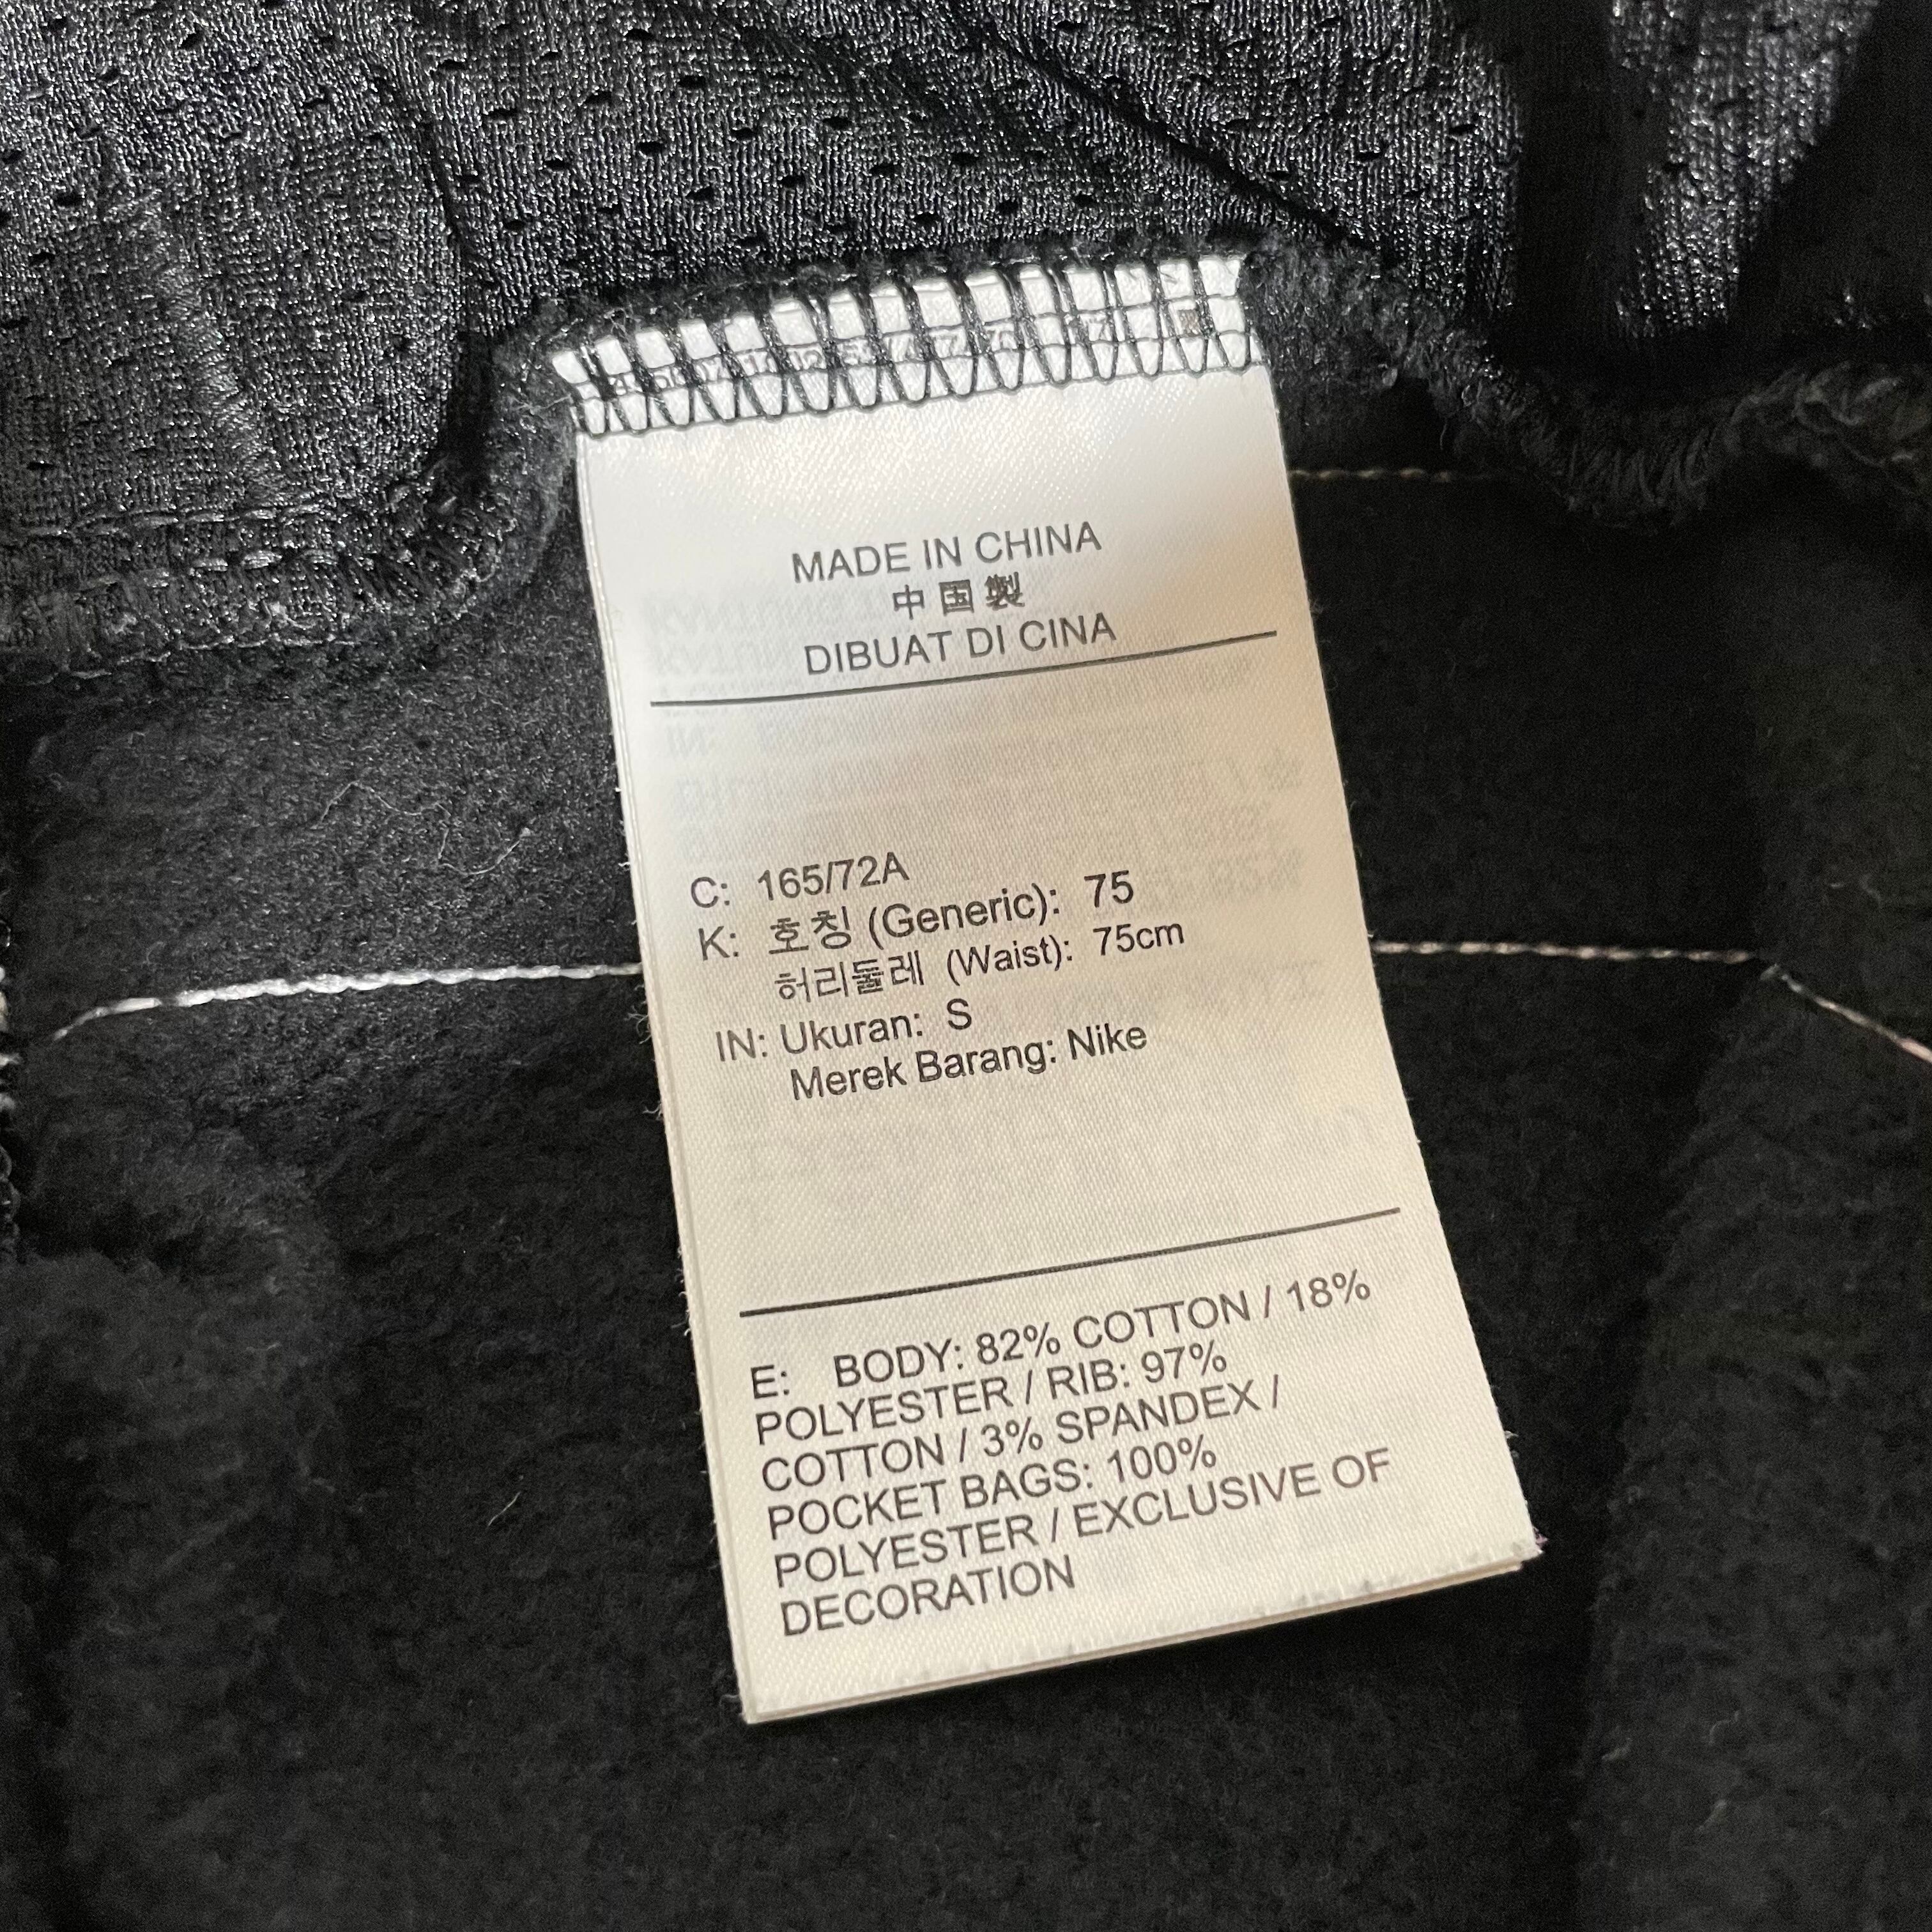 MADE IN CHINA
中国製
DIBUAT DI CINA
C: 165/72A
K: 호칭 (Generic): 75
허리둘레 (Waist): 75cm
IN: Ukuran: S
Merek Barang: Nike
E: BODY: 82% COTTON / 18%
POLYESTER / RIB: 97%
COTTON / 3% SPANDEX /
POCKET BAGS: 100%
POLYESTER / EXCLUSIVE OF
DECORATION